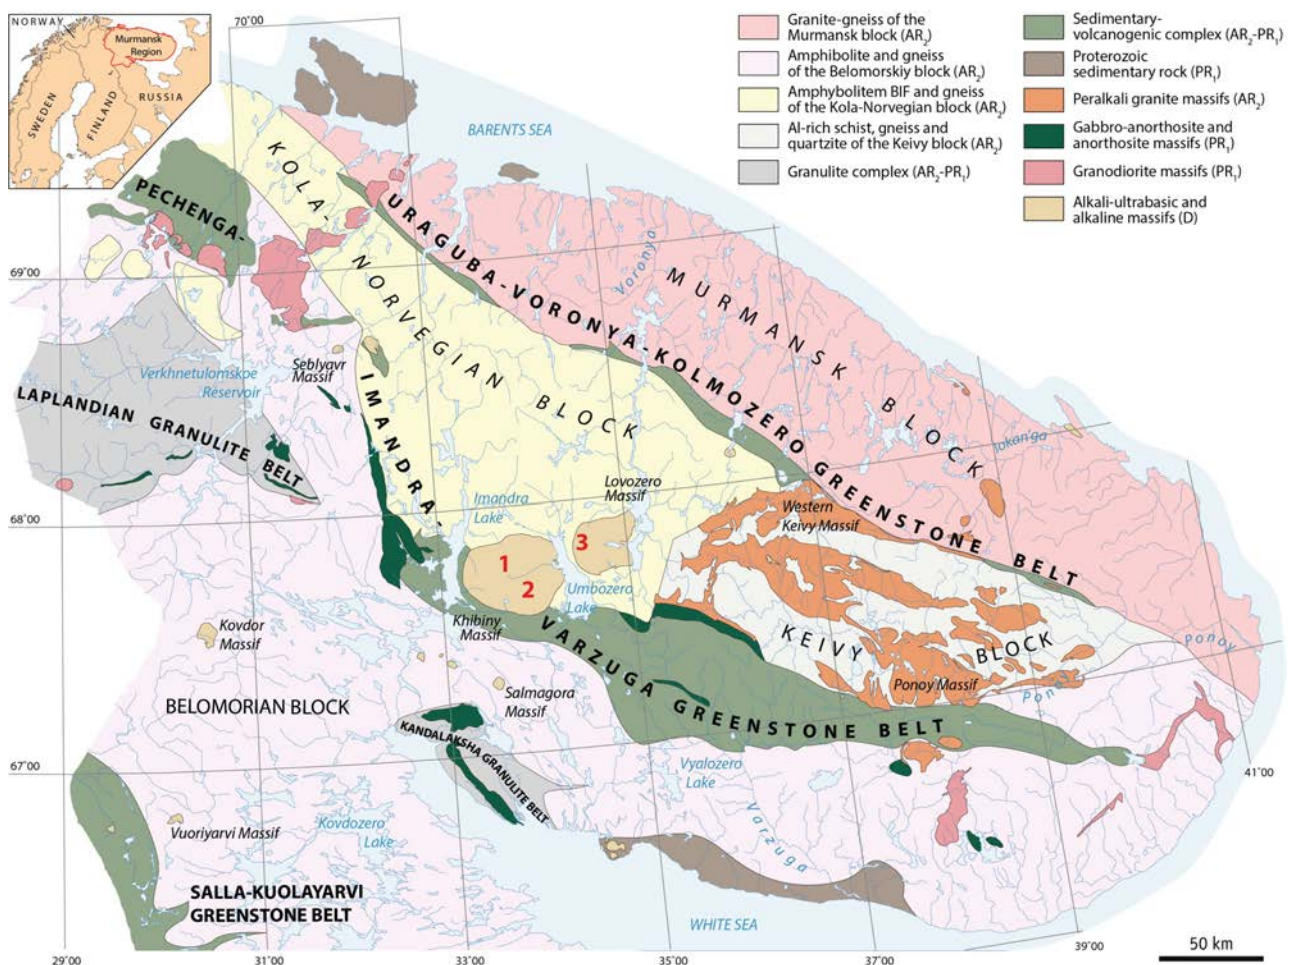 NORWAY
Murmansk
Region
SWEDEN
FINLAND
RUSSIA
70˚00
BARENTS SEA
Granite-gneiss of the
Murmansk block (AR₂)
Amphibolite and gneiss
of the Belomorskiy block (AR₂)
Amphybolitem BIF and gneiss
of the Kola-Norvegian block (AR₂)
Al-rich schist, gneiss and
quartzite of the Keivy block (AR₂)
Granulite complex (AR₂-PR₁)
Sedimentary-
volcanogenic complex (AR₂-PR₁)
Proterozoic
sedimentary rock (PR₁)
Peralkali granite massifs (AR₂)
Gabbro-anorthosite and
anorthosite massifs (PR₁)
Granodiorite massifs (PR₁)
Alkali-ultrabasic and
alkaline massifs (D)
KOLA-NORVEGIAN BLOCK
PECHENGA-
IMANDRA-
VARZUGA GREENSTONE BELT
URAGUBA-VORONYA-KOLMOZERO GREENSTONE BELT
MURMANSK BLOCK
Voronya
69˚00
Verkhnetulomskoe
Reservoir
Seblyavr
Massif
LAPLANDIAN GRANULITE BELT
Iokan'ga
Lovozero
Massif
Imandra
Lake
Western
Keivy Massif
68˚00
1
2
3
Umbozero
Lake
Khibiny
Massif
Kovdor
Massif
KEIVY BLOCK
Ponoy
Ponoy Massif
Ponoy
Salmagora
Massif
BELOMORIAN BLOCK
KANDALAKSHA GRANULITE BELT
67˚00
Vyalozero
Lake
41˚00
Varzuga
Vuoriyarvi Massif
Kovdozero
Lake
SALLA-KUOLAYARVI
GREENSTONE BELT
WHITE SEA
50 km
29˚00
31˚00
33˚00
35˚00
37˚00
39˚00